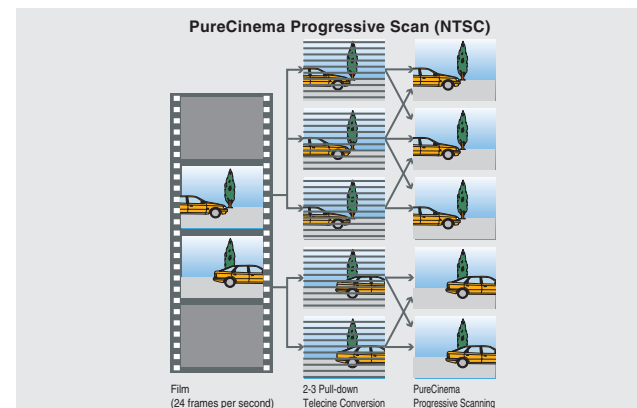 PureCinema Progressive Scan (NTSC)
Film
(24 frames per second)
2-3 Pull-down
Telecine Conversion
PureCinema
Progressive Scanning